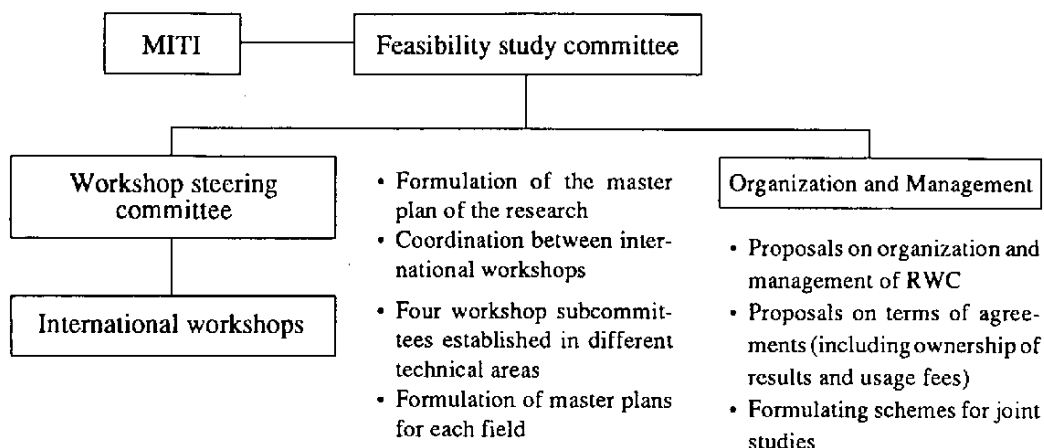 MITI
Feasibility study committee
Workshop steering
committee
International workshops
• Formulation of the master
plan of the research
• Coordination between inter-
national workshops
• Four workshop subcommit-
tees established in different
technical areas
• Formulation of master plans
for each field
Organization and Management
• Proposals on organization and
management of RWC
• Proposals on terms of agree-
ments (including ownership of
results and usage fees)
• Formulating schemes for joint
studies